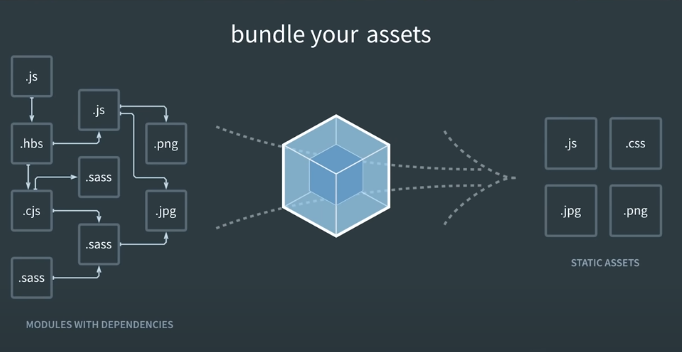 bundle your assets
.js
.js
.hbs
.png
.sass
.cjs
.jpg
.sass
.sass
MODULES WITH DEPENDENCIES
.js
.css
.jpg
.png
STATIC ASSETS